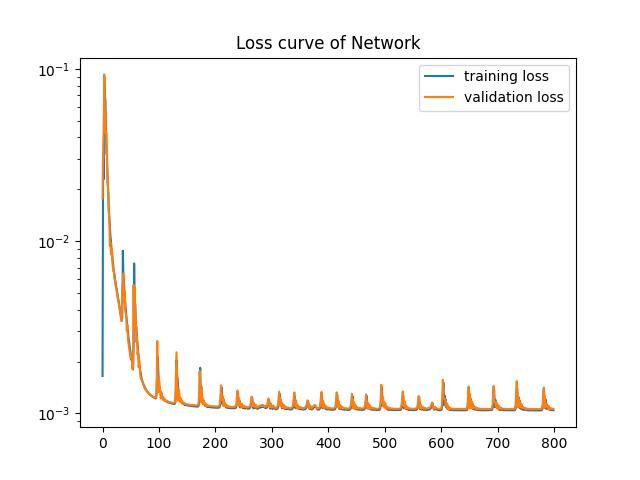 Loss curve of Network
training loss
validation loss
10⁻¹
10⁻²
10⁻³
0 100 200 300 400 500 600 700 800